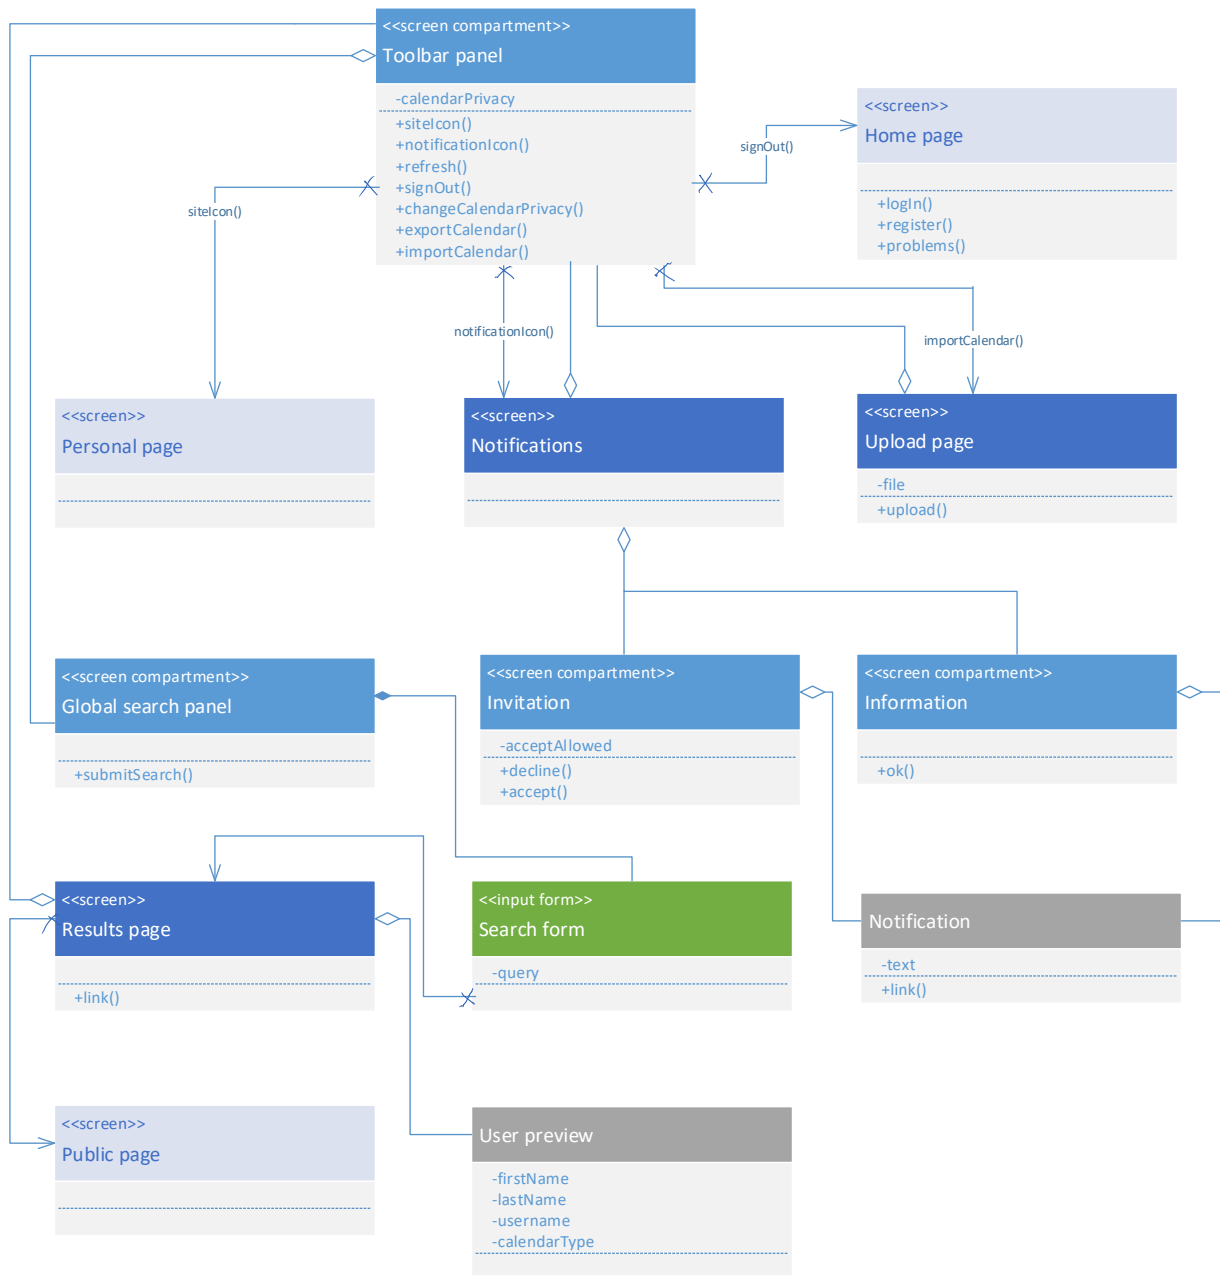 <<screen compartment>>
Toolbar panel
-calendarPrivacy
+siteIcon()
+notificationIcon()
+refresh()
+signOut()
+changeCalendarPrivacy()
+exportCalendar()
+importCalendar()
<<screen>>
Home page
+logIn()
+register()
+problems()
signOut()
siteIcon()
notificationIcon()
importCalendar()
<<screen>>
Personal page
<<screen>>
Notifications
<<screen>>
Upload page
-file
+upload()
<<screen compartment>>
Global search panel
+submitSearch()
<<screen compartment>>
Invitation
-acceptAllowed
+decline()
+accept()
<<screen compartment>>
Information
+ok()
<<screen>>
Results page
+link()
<<input form>>
Search form
-query
Notification
-text
+link()
<<screen>>
Public page
User preview
-firstName
-lastName
-username
-calendarType